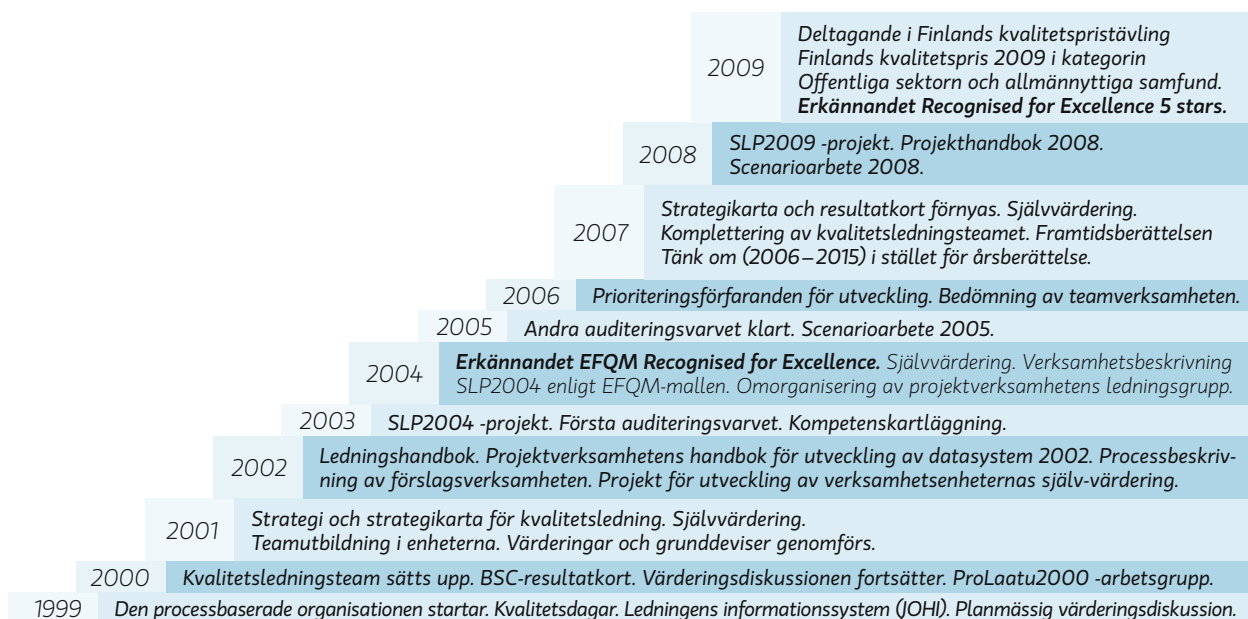 2009
Deltagande i Finlands kvalitetspristävling
Finlands kvalitetspris 2009 i kategorin
Offentliga sektorn och allmännyttiga samfund.
Erkännandet Recognised for Excellence 5 stars.
2008
SLP2009 -projekt. Projekthandbok 2008.
Scenarioarbete 2008.
2007
Strategikarta och resultatkort förnyas. Självvärdering.
Komplettering av kvalitetsledningsteamet. Framtidsberättelsen
Tänk om (2006–2015) i stället för årsberättelse.
2006
Prioriteringsförfaranden för utveckling. Bedömning av teamverksamheten.
2005
Andra auditeringsvarvet klart. Scenarioarbete 2005.
2004
Erkännandet EFQM Recognised for Excellence. Självvärdering. Verksamhetsbeskrivning
SLP2004 enligt EFQM-mallen. Omorganisering av projektverksamhetens ledningsgrupp.
2003
SLP2004 -projekt. Första auditeringsvarvet. Kompetenskartläggning.
2002
Ledningshandbok. Projektverksamhetens handbok för utveckling av datasystem 2002. Processbeskriv-
ning av förslagsverksamheten. Projekt för utveckling av verksamhetsenheternas själv-värdering.
2001
Strategi och strategikarta för kvalitetsledning. Självvärdering.
Teamutbildning i enheterna. Värderingar och grunddeviser genomförs.
2000
Kvalitetsledningsteam sätts upp. BSC-resultatkort. Värderingsdiskussionen fortsätter. ProLaatu2000 -arbetsgrupp.
1999
Den processbaserade organisationen startar. Kvalitetsdagar. Ledningens informationssystem (JOHI). Planmässig värderingsdiskussion.